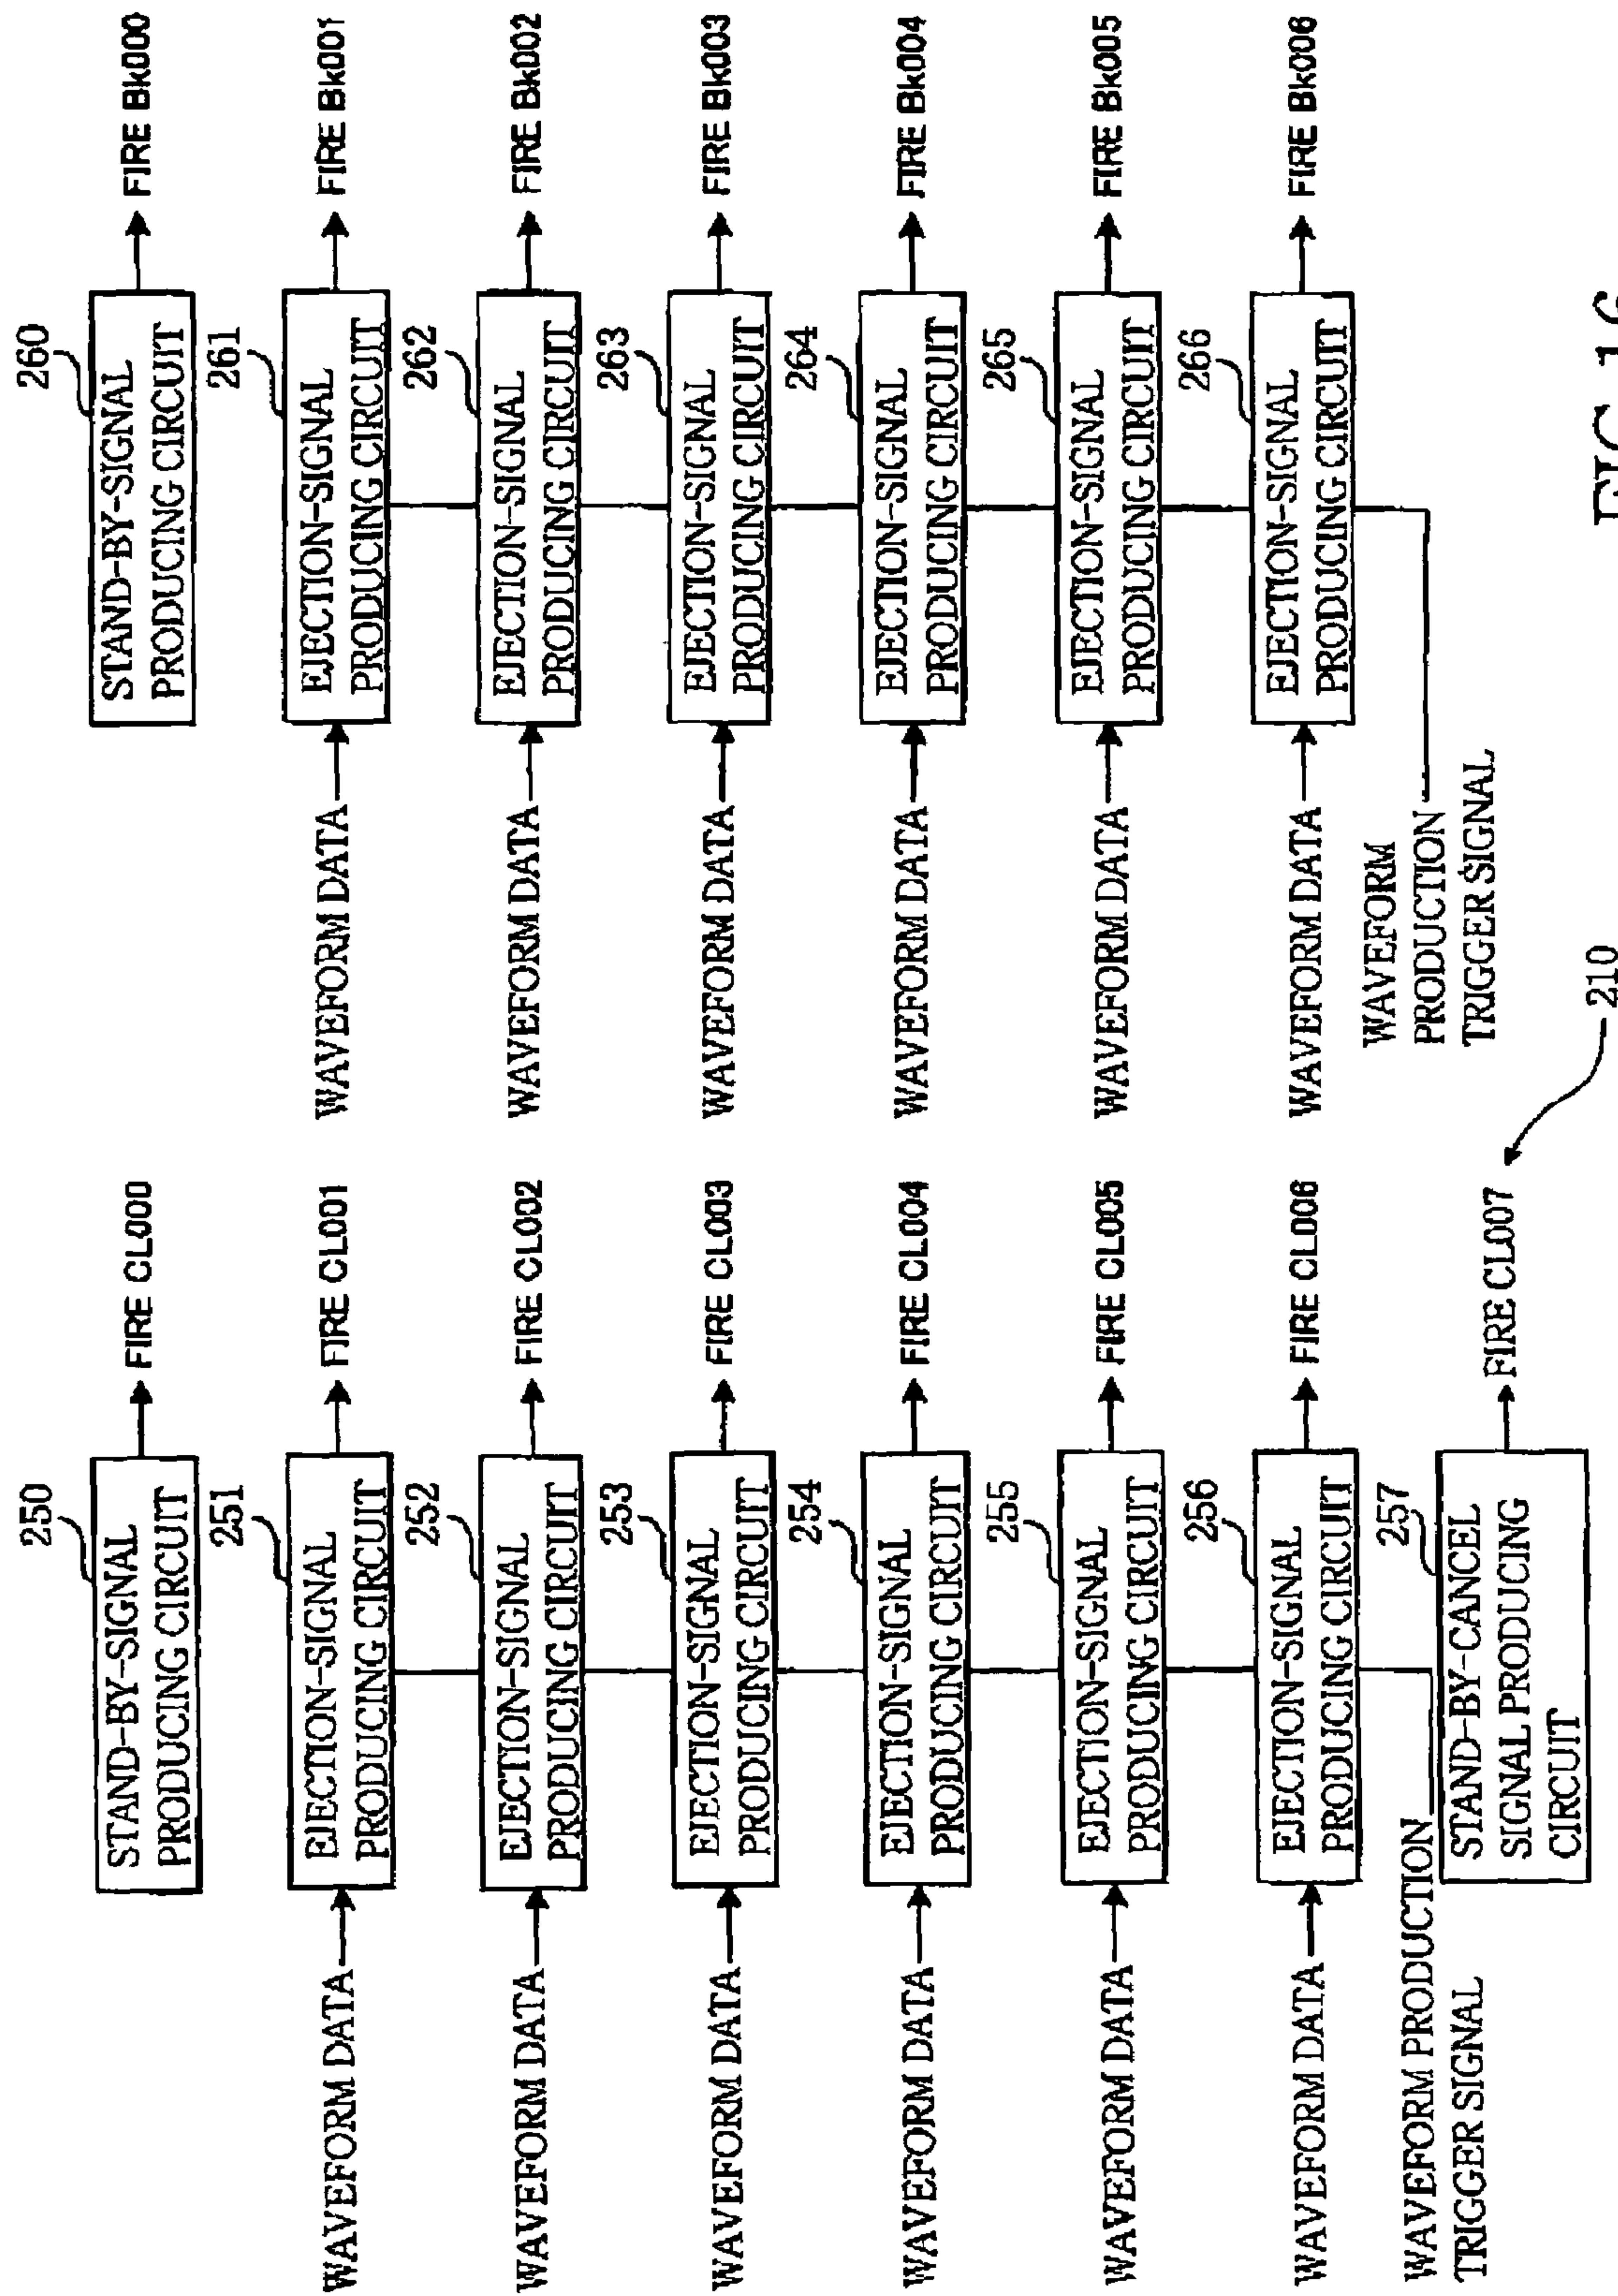 250
STAND-BY-SIGNAL
PRODUCING CIRCUIT
FIRE CL000
WAVEFORM DATA
251
EJECTION-SIGNAL
PRODUCING CIRCUIT
FIRE CL001
WAVEFORM DATA
252
EJECTION-SIGNAL
PRODUCING CIRCUIT
FIRE CL002
WAVEFORM DATA
253
EJECTION-SIGNAL
PRODUCING CIRCUIT
FIRE CL003
WAVEFORM DATA
254
EJECTION-SIGNAL
PRODUCING CIRCUIT
FIRE CL004
WAVEFORM DATA
255
EJECTION-SIGNAL
PRODUCING CIRCUIT
FIRE CL005
WAVEFORM DATA
256
EJECTION-SIGNAL
PRODUCING CIRCUIT
FIRE CL006
WAVEFORM PRODUCTION
TRIGGER SIGNAL
257
STAND-BY-CANCEL
SIGNAL PRODUCING
CIRCUIT
FIRE CL007
210
260
STAND-BY-SIGNAL
PRODUCING CIRCUIT
FIRE Bk000
WAVEFORM DATA
261
EJECTION-SIGNAL
PRODUCING CIRCUIT
FIRE Bk001
WAVEFORM DATA
262
EJECTION-SIGNAL
PRODUCING CIRCUIT
FIRE Bk002
WAVEFORM DATA
263
EJECTION-SIGNAL
PRODUCING CIRCUIT
FIRE Bk003
WAVEFORM DATA
264
EJECTION-SIGNAL
PRODUCING CIRCUIT
FIRE Bk004
WAVEFORM DATA
265
EJECTION-SIGNAL
PRODUCING CIRCUIT
FIRE Bk005
WAVEFORM DATA
266
EJECTION-SIGNAL
PRODUCING CIRCUIT
FIRE Bk006
WAVEFORM
PRODUCTION
TRIGGER SIGNAL